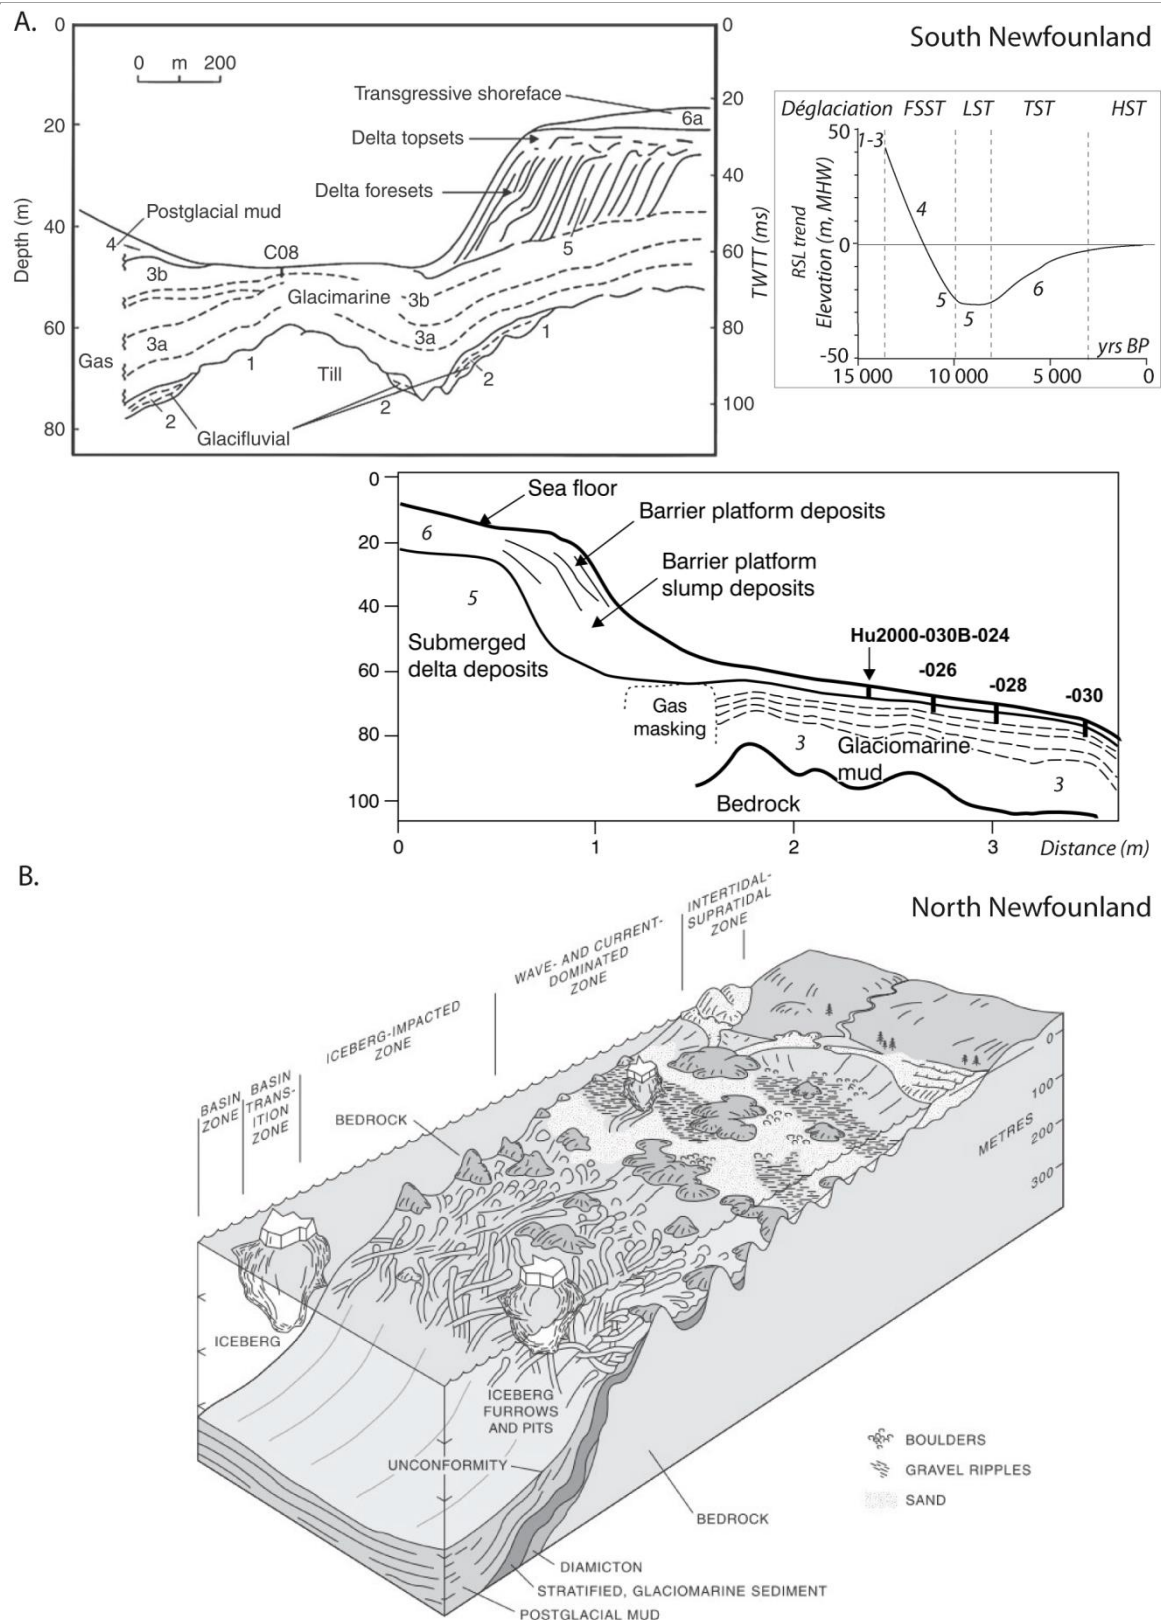 A.
South Newfounland
0
20
40
60
80
Depth (m)
0 m 200
0
20
40
60
80
100
TWTT (ms)
Transgressive shoreface
6a
Delta topsets
Delta foresets
Postglacial mud
4
3b
C08
Glacimarine
3b
5
3a
3a
Gas
1
Till
1
2
2
2
Glacifluvial
Déglaciation FSST LST TST HST
50
0
-50
RSL trend
Elevation (m, MHW)
1-3
4
5
5
6
yrs BP
15 000 10 000 5 000 0
0
20
40
60
80
100
Sea floor
Barrier platform deposits
Barrier platform
slump deposits
6
5
Submerged
delta deposits
Hu2000-030B-024
-026
-028
-030
Gas
masking
3
Glaciomarine
mud
3
Bedrock
0 1 2 3 Distance (m)
B.
North Newfounland
BASIN
ZONE
BASIN
TRANS-
ITION
ZONE
ICEBERG-IMPACTED
ZONE
WAVE- AND CURRENT-
DOMINATED
ZONE
INTERTIDAL-
SUPRATIDAL
ZONE
BEDROCK
0
100
200
300
METRES
ICEBERG
ICEBERG
FURROWS
AND PITS
UNCONFORMITY
BOULDERS
GRAVEL RIPPLES
SAND
BEDROCK
DIAMICTON
STRATIFIED, GLACIOMARINE SEDIMENT
POSTGLACIAL MUD